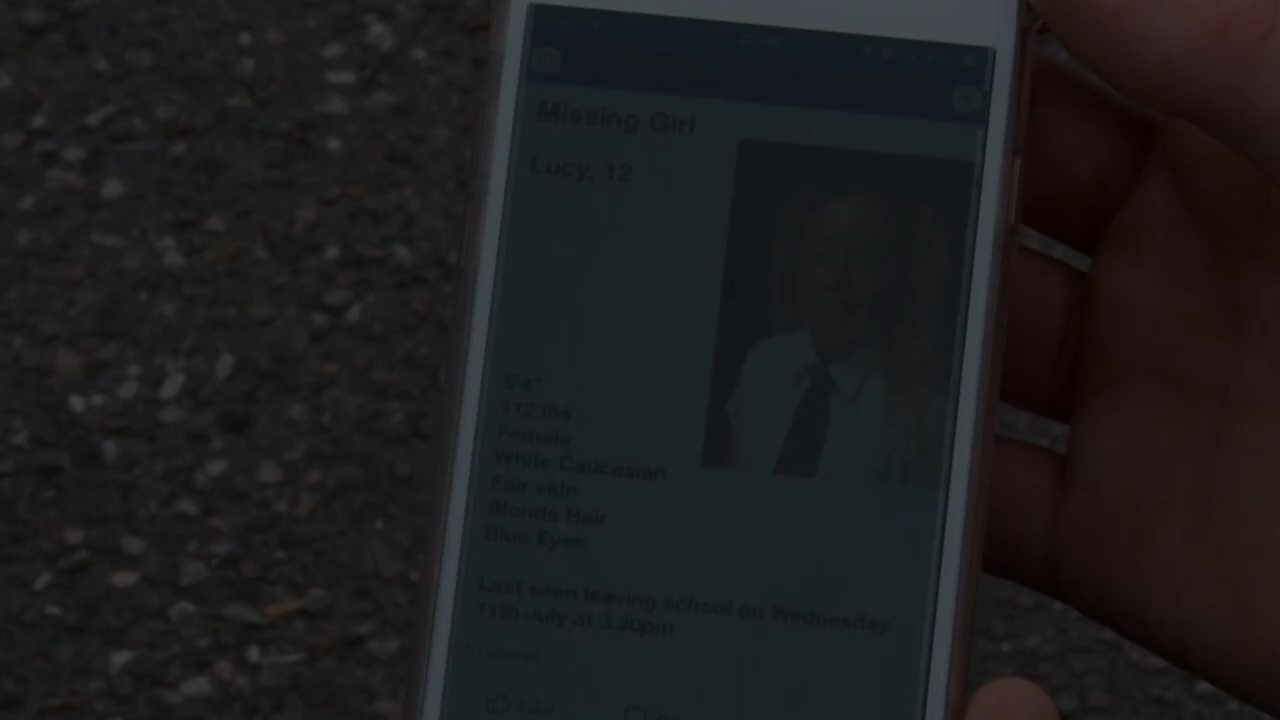 Missing Girl
Lucy, 12
5'4"
112 lbs
Female
White Caucasian
Fair skin
Blonde Hair
Blue Eyes
Last seen leaving school on Wednesday
11th July at 3.30pm
Like